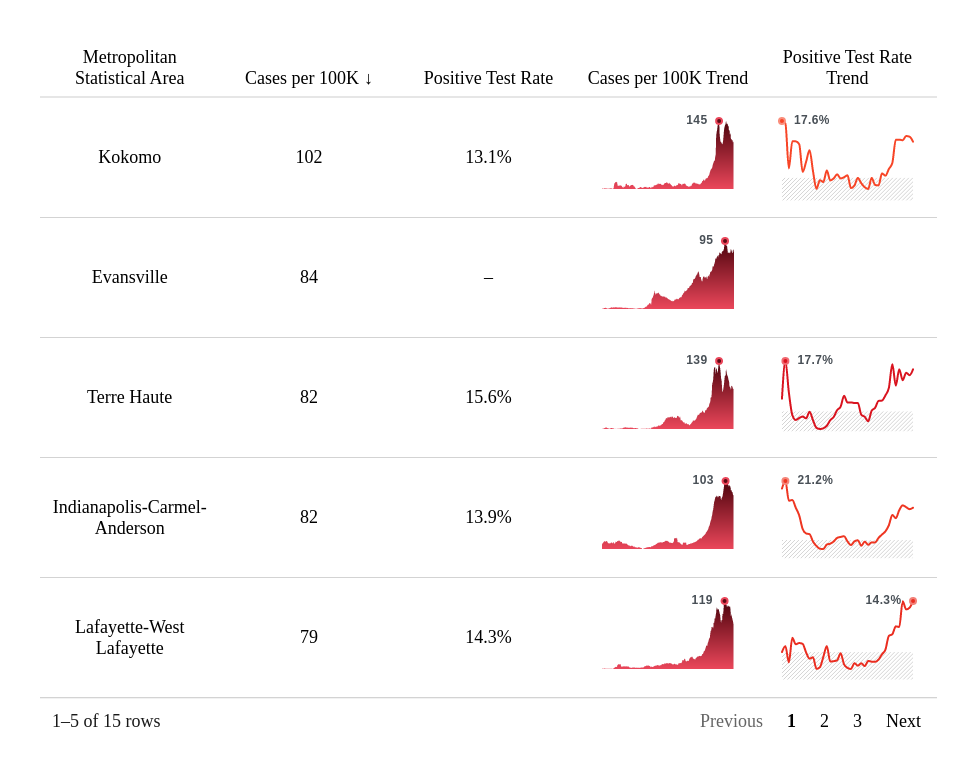 Metropolitan
Statistical Area
Cases per 100K ↓
Positive Test Rate
Cases per 100K Trend
Positive Test Rate
Trend
Kokomo
102
13.1%
145
17.6%
Evansville
84
–
95
Terre Haute
82
15.6%
139
17.7%
Indianapolis-Carmel-
Anderson
82
13.9%
103
21.2%
Lafayette-West
Lafayette
79
14.3%
119
14.3%
1–5 of 15 rows
Previous 1 2 3 Next